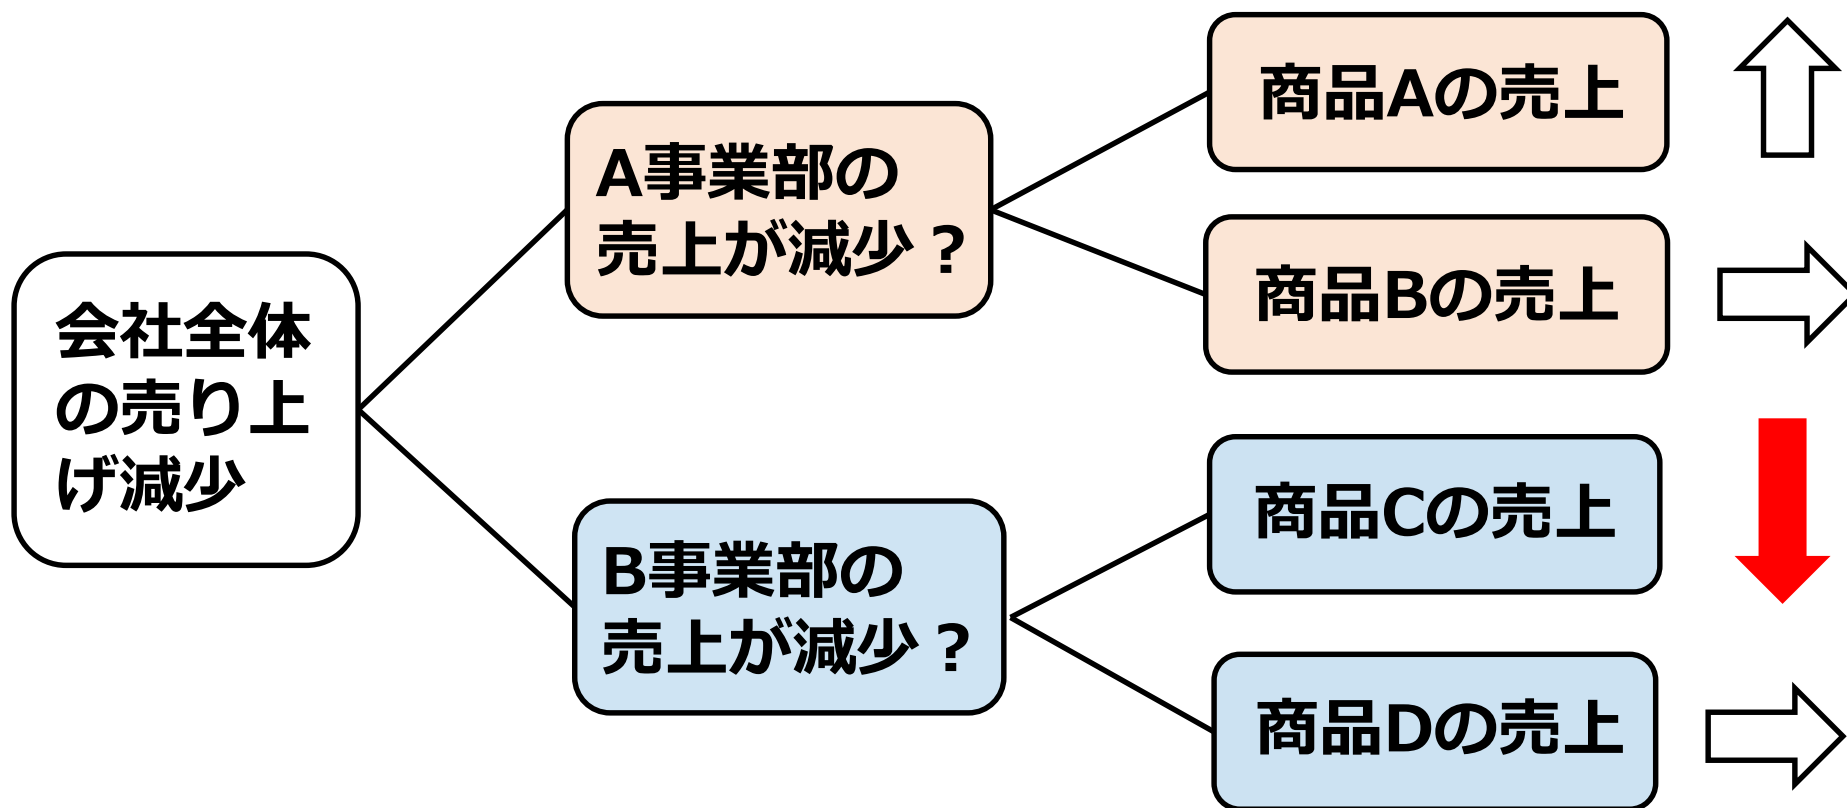 会社全体
の売り上
げ減少
A事業部の
売上が減少？
B事業部の
売上が減少？
商品Aの売上
商品Bの売上
商品Cの売上
商品Dの売上